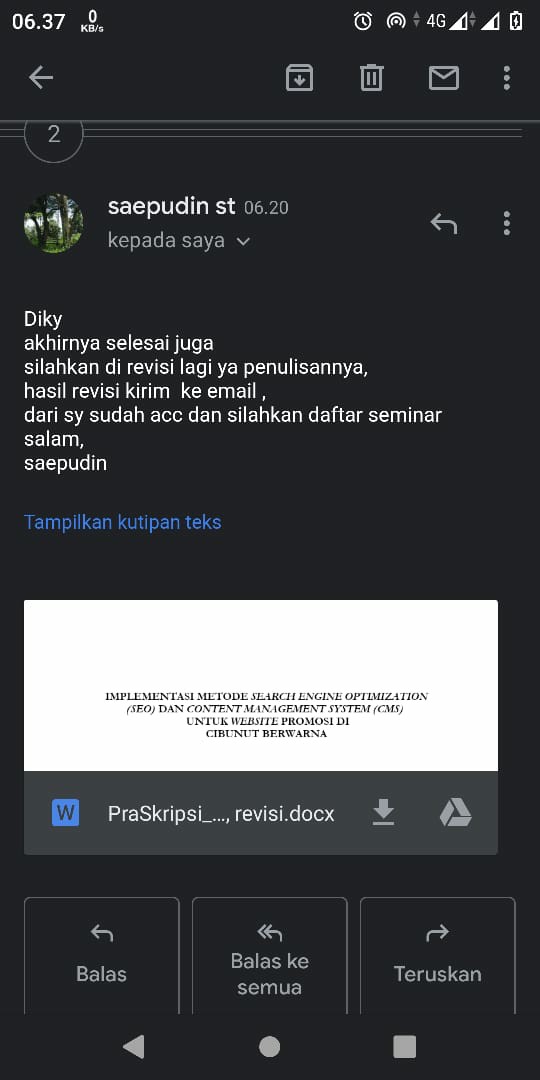 06.37 0 KB/s 4G
2
saepudin st 06.20
kepada saya
Diky
akhirnya selesai juga
silahkan di revisi lagi ya penulisannya,
hasil revisi kirim  ke email ,
dari sy sudah acc dan silahkan daftar seminar
salam,
saepudin
Tampilkan kutipan teks
IMPLEMENTASI METODE SEARCH ENGINE OPTIMIZATION
(SEO) DAN CONTENT MANAGEMENT SYSTEM (CMS)
UNTUK WEBSITE PROMOSI DI
CIBUNUT BERWARNA
W PraSkripsi_..., revisi.docx
Balas
Balas ke
semua
Teruskan